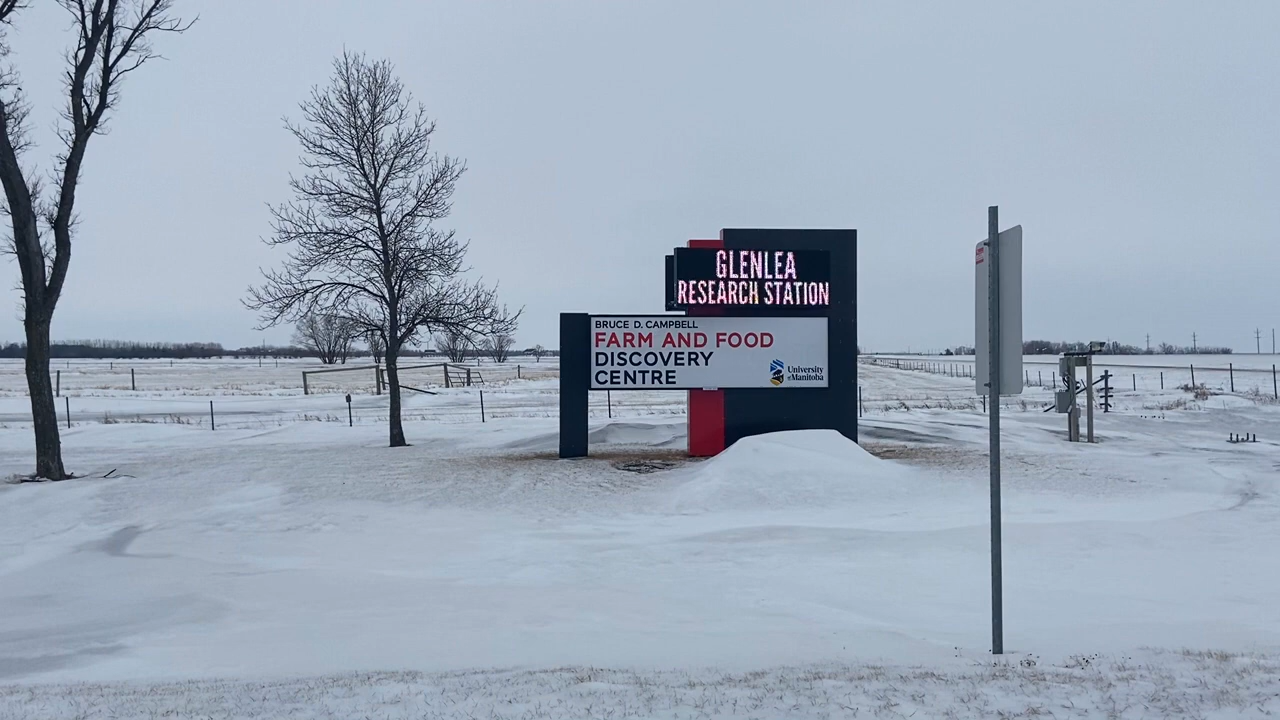 GLENLEA
RESEARCH STATION
BRUCE D. CAMPBELL
FARM AND FOOD
DISCOVERY
CENTRE
University
of Manitoba